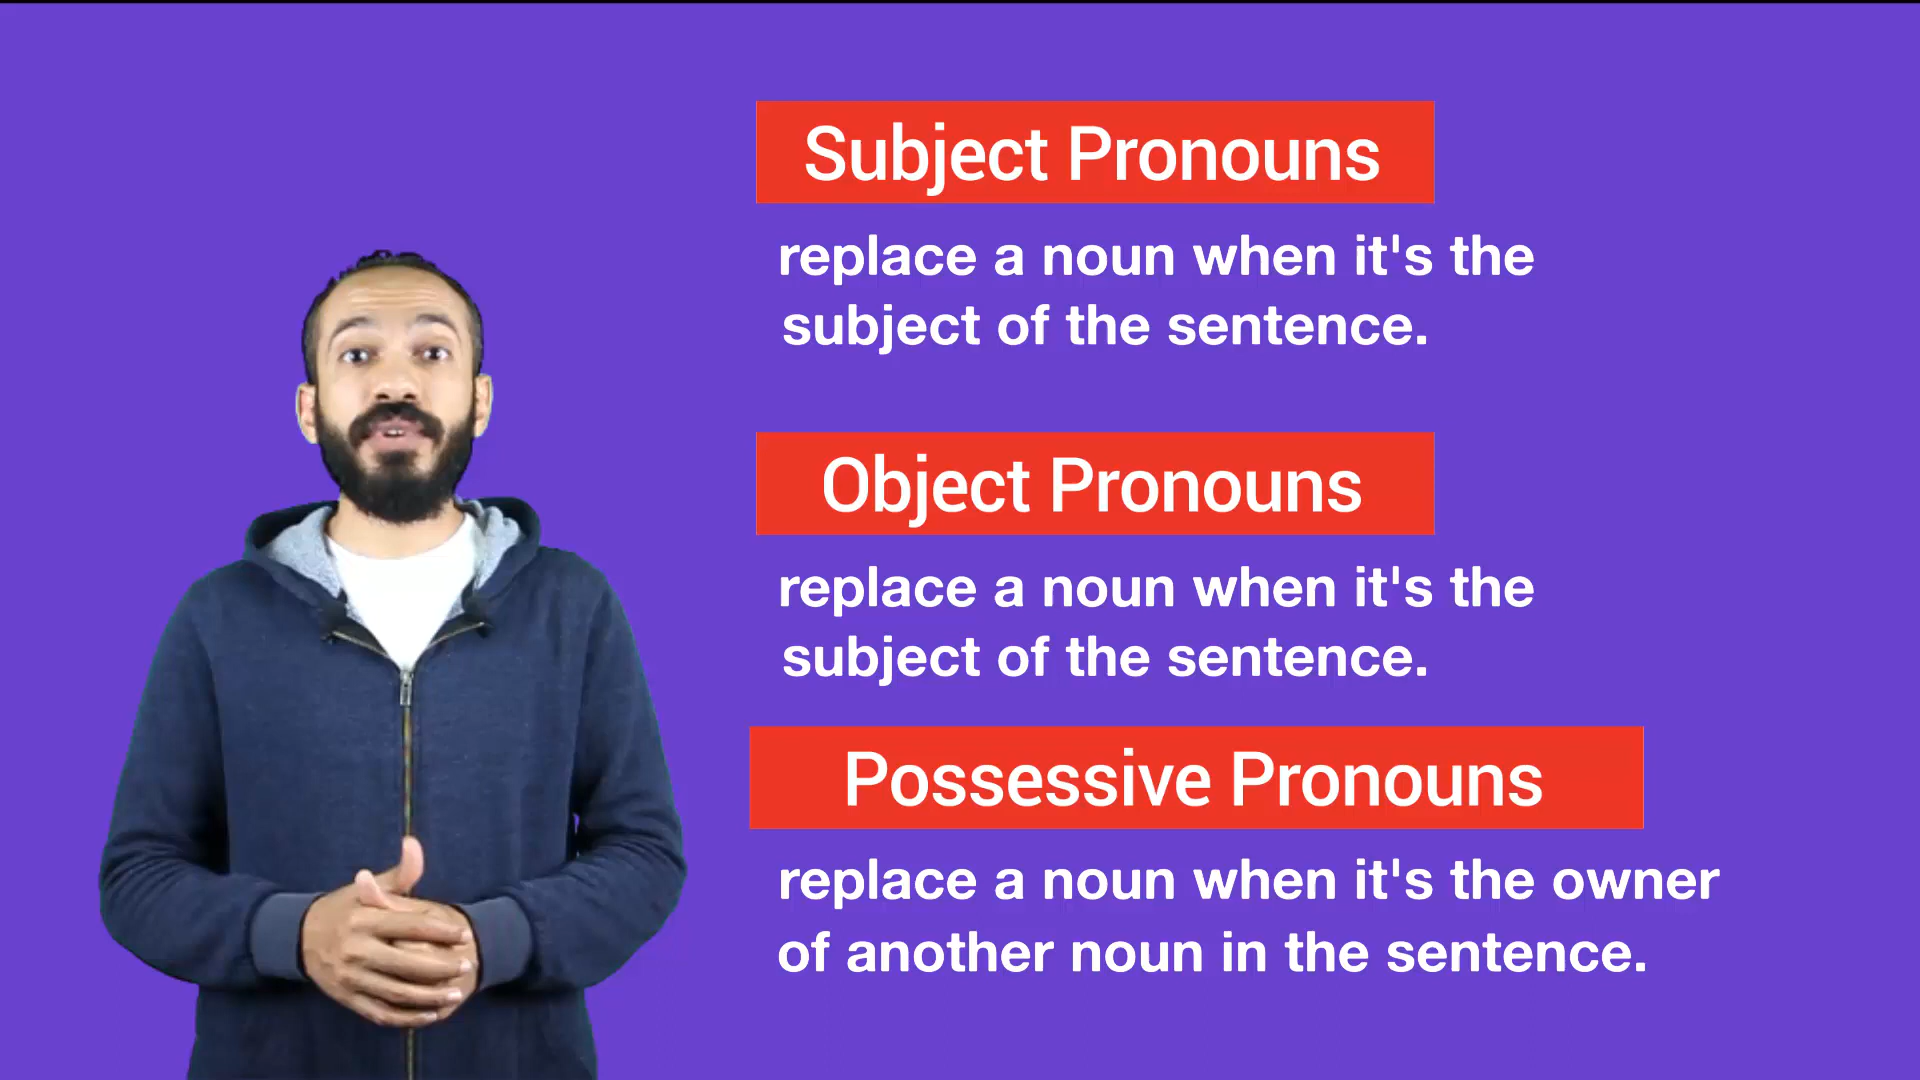 Subject Pronouns
replace a noun when it's the
subject of the sentence.
Object Pronouns
replace a noun when it's the
subject of the sentence.
Possessive Pronouns
replace a noun when it's the owner
of another noun in the sentence.